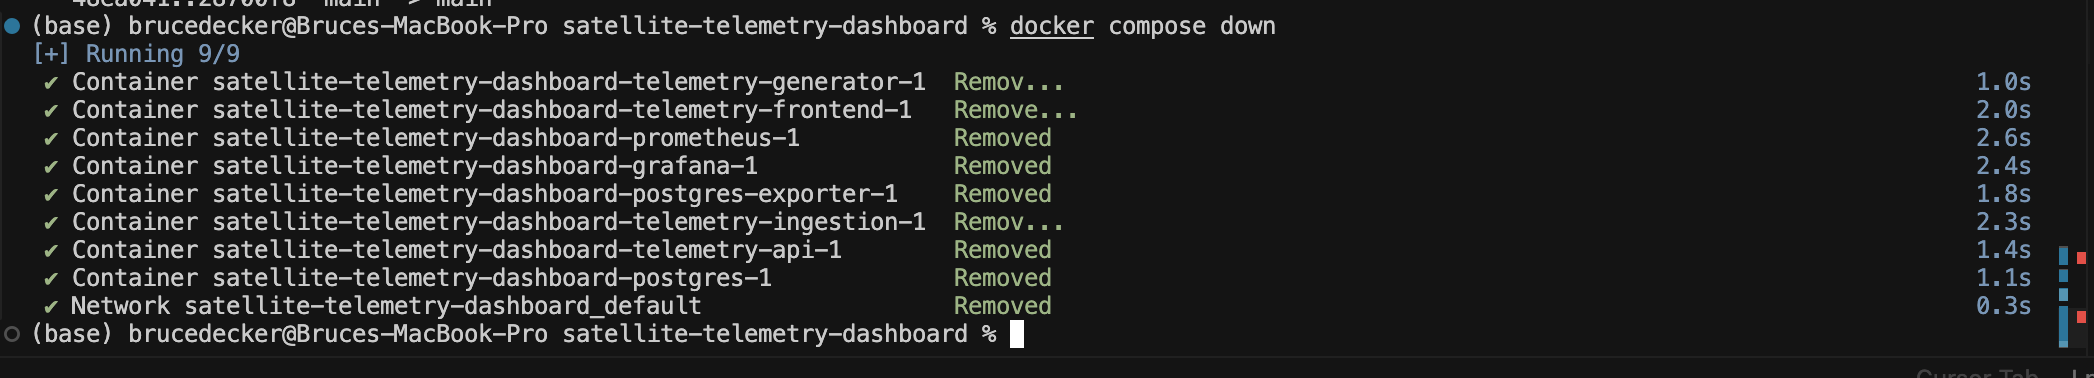 main -> main
(base) brucedecker@Bruces-MacBook-Pro satellite-telemetry-dashboard % docker compose down
[+] Running 9/9
✔ Container satellite-telemetry-dashboard-telemetry-generator-1 Remov... 1.0s
✔ Container satellite-telemetry-dashboard-telemetry-frontend-1 Remove... 2.0s
✔ Container satellite-telemetry-dashboard-prometheus-1 Removed 2.6s
✔ Container satellite-telemetry-dashboard-grafana-1 Removed 2.4s
✔ Container satellite-telemetry-dashboard-postgres-exporter-1 Removed 1.8s
✔ Container satellite-telemetry-dashboard-telemetry-ingestion-1 Remov... 2.3s
✔ Container satellite-telemetry-dashboard-telemetry-api-1 Removed 1.4s
✔ Container satellite-telemetry-dashboard-postgres-1 Removed 1.1s
✔ Network satellite-telemetry-dashboard_default Removed 0.3s
(base) brucedecker@Bruces-MacBook-Pro satellite-telemetry-dashboard %
Cursor Tab